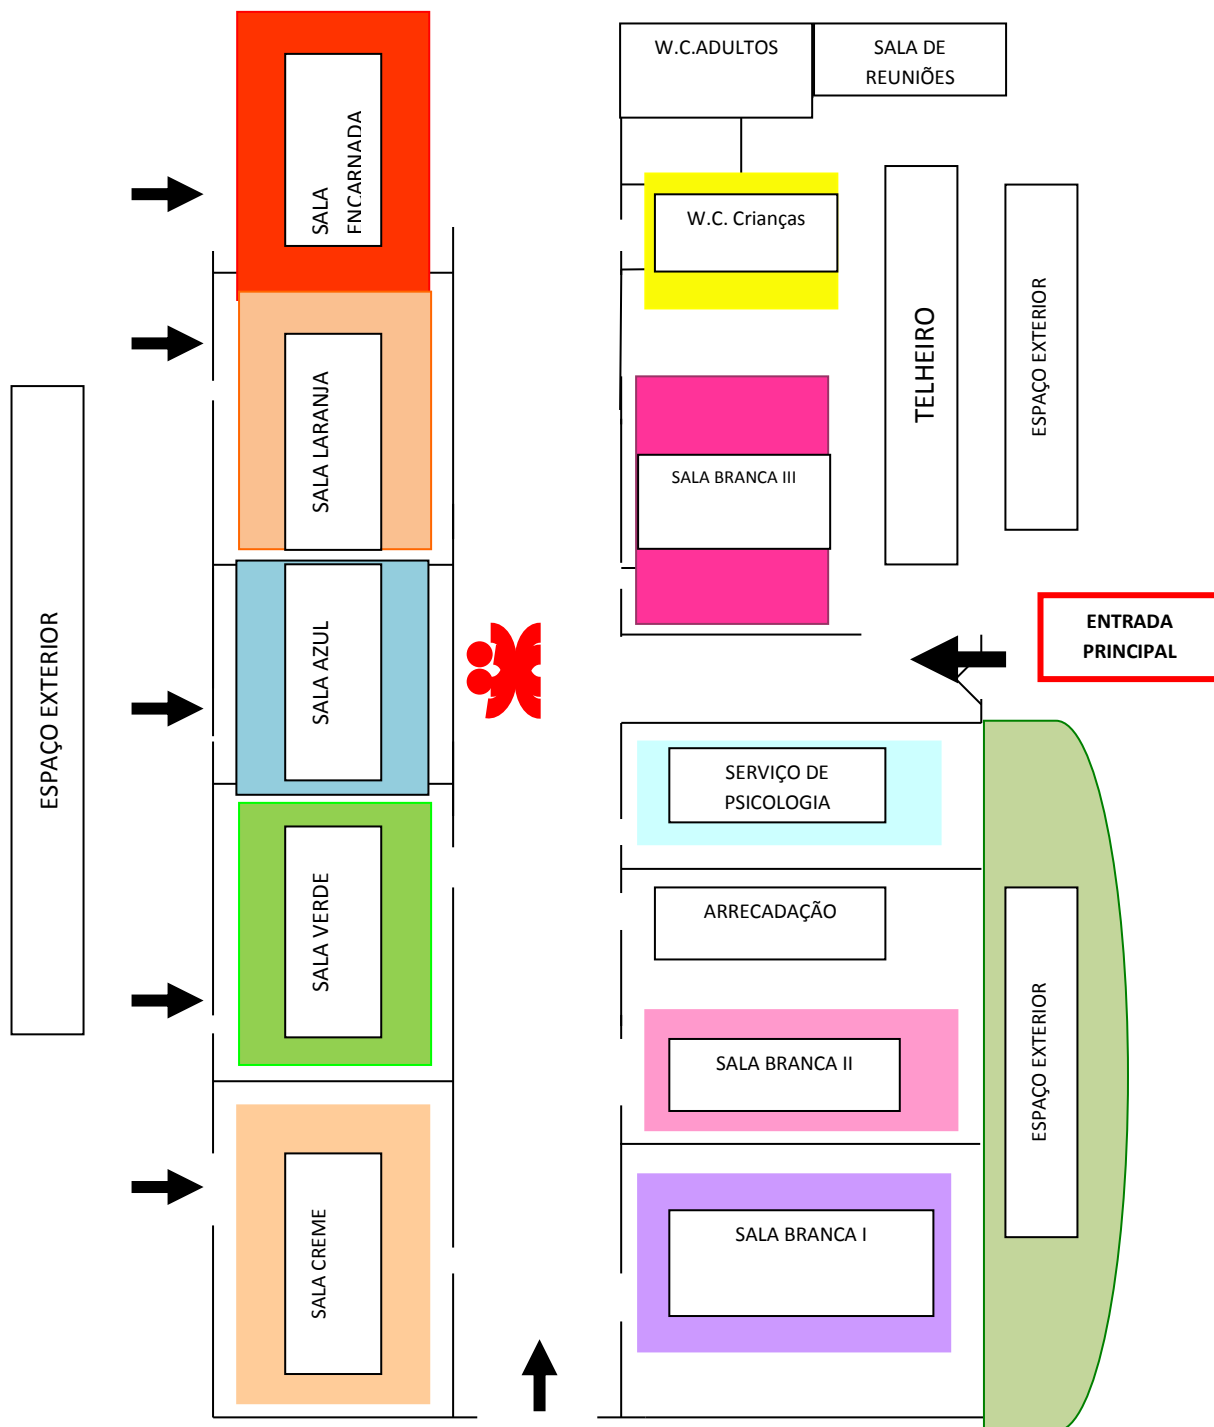 W.C.ADULTOS
SALA DE
REUNIÕES
SALA
ENCARNADA
W.C. Crianças
TELHEIRO
ESPAÇO EXTERIOR
SALA LARANJA
SALA BRANCA III
ESPAÇO EXTERIOR
SALA AZUL
ENTRADA
PRINCIPAL
SERVIÇO DE
PSICOLOGIA
SALA VERDE
ARRECADAÇÃO
ESPAÇO EXTERIOR
SALA BRANCA II
SALA CREME
SALA BRANCA I